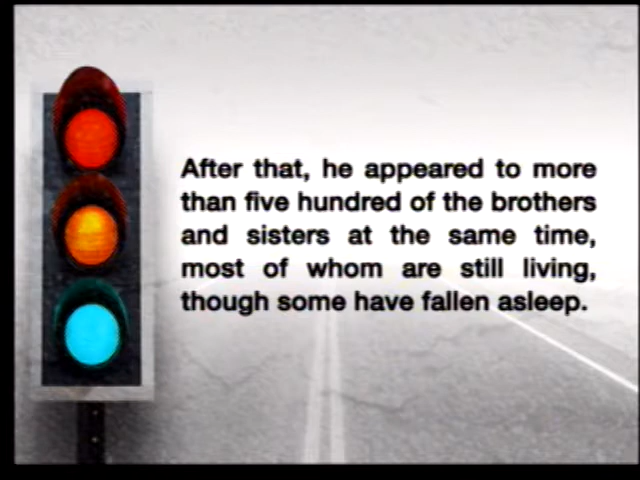 After that, he appeared to more
than five hundred of the brothers
and sisters at the same time,
most of whom are still living,
though some have fallen asleep.